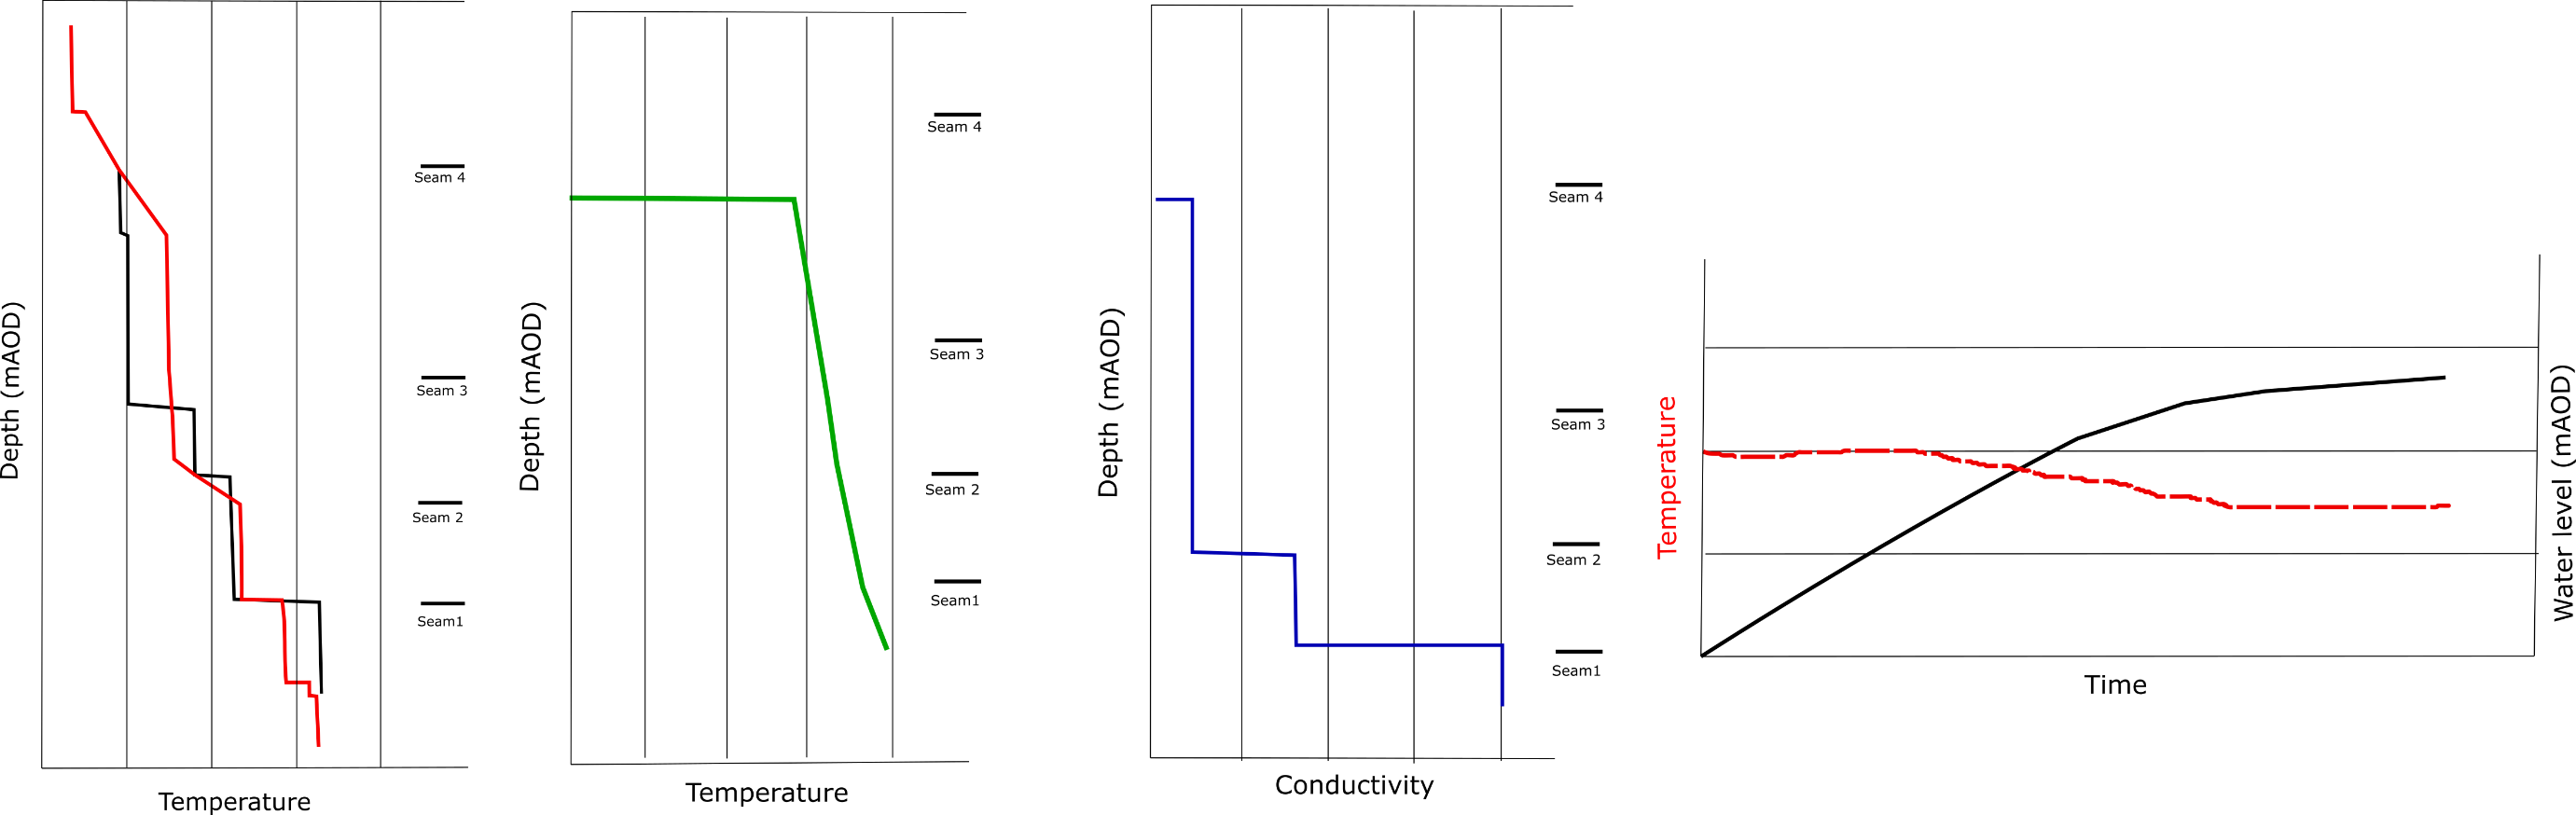 Depth (mAOD)
Seam 4
Seam 3
Seam 2
Seam1
Temperature
Depth (mAOD)
Seam 4
Seam 3
Seam 2
Seam1
Temperature
Depth (mAOD)
Seam 4
Seam 3
Seam 2
Seam1
Conductivity
Temperature
Water level (mAOD)
Time